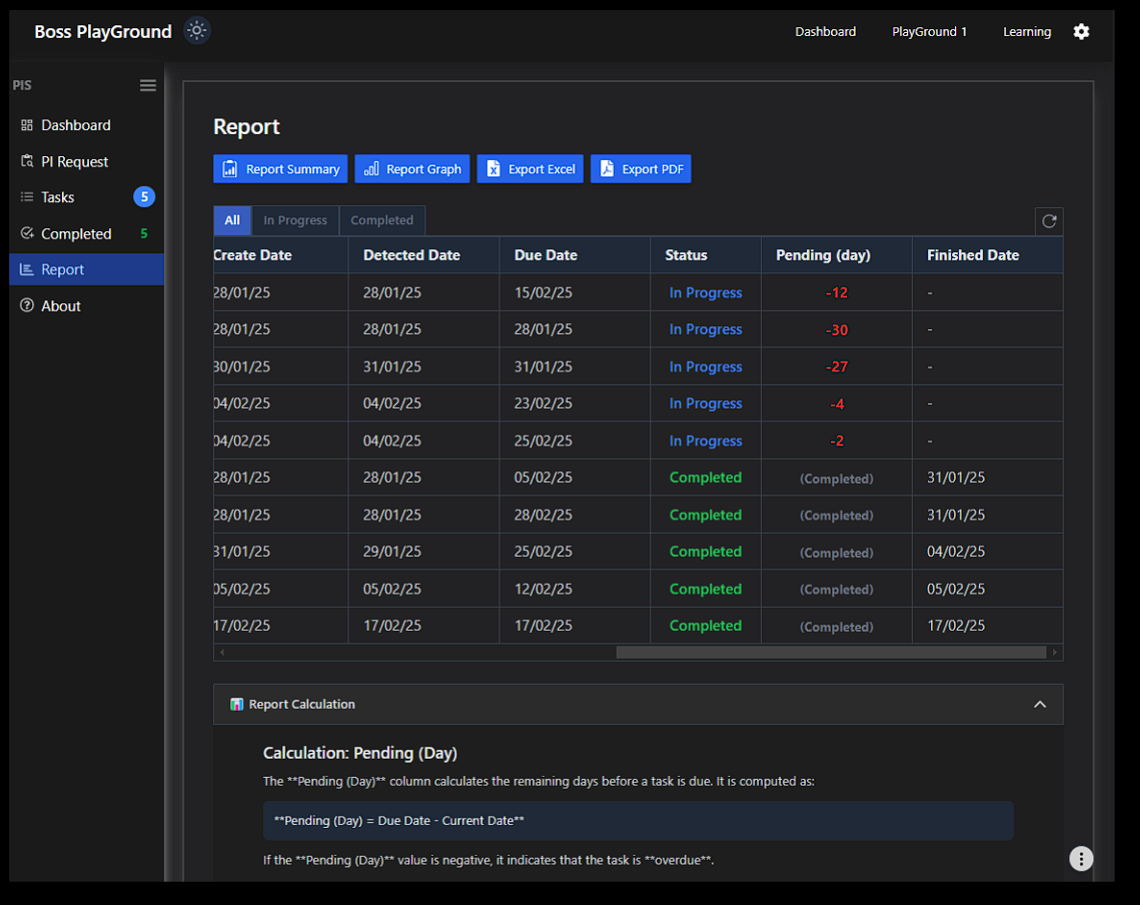 Boss PlayGround
Dashboard PlayGround 1 Learning
PIS
Dashboard
PI Request
Tasks 5
Completed 5
Report
About
Report
Report Summary Report Graph Export Excel Export PDF
All In Progress Completed
Create Date Detected Date Due Date Status Pending (day) Finished Date
28/01/25 28/01/25 15/02/25 In Progress -12 -
28/01/25 28/01/25 28/01/25 In Progress -30 -
30/01/25 31/01/25 31/01/25 In Progress -27 -
04/02/25 04/02/25 23/02/25 In Progress -4 -
04/02/25 04/02/25 25/02/25 In Progress -2 -
28/01/25 28/01/25 05/02/25 Completed (Completed) 31/01/25
28/01/25 28/01/25 28/02/25 Completed (Completed) 31/01/25
31/01/25 29/01/25 25/02/25 Completed (Completed) 04/02/25
05/02/25 05/02/25 12/02/25 Completed (Completed) 05/02/25
17/02/25 17/02/25 17/02/25 Completed (Completed) 17/02/25
Report Calculation
Calculation: Pending (Day)
The **Pending (Day)** column calculates the remaining days before a task is due. It is computed as:
**Pending (Day) = Due Date - Current Date**
If the **Pending (Day)** value is negative, it indicates that the task is **overdue**.